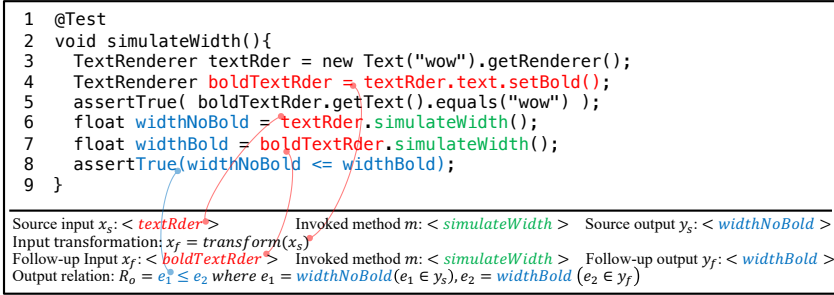 1 @Test
2 void simulateWidth(){
3 TextRenderer textRder = new Text("wow").getRenderer();
4 TextRenderer boldTextRder = textRder.text.setBold();
5 assertTrue( boldTextRder.getText().equals("wow") );
6 float widthNoBold = textRder.simulateWidth();
7 float widthBold = boldTextRder.simulateWidth();
8 assertTrue(widthNoBold <= widthBold);
9 }
Source input xₛ: < textRder > Invoked method m: < simulateWidth > Source output yₛ: < widthNoBold >
Input transformation: x_f = transform(xₛ)
Follow-up Input x_f: < boldTextRder > Invoked method m: < simulateWidth > Follow-up output y_f: < widthBold >
Output relation: Rₒ = e₁ ≤ e₂ where e₁ = widthNoBold(e₁ ∈ yₛ), e₂ = widthBold (e₂ ∈ y_f)